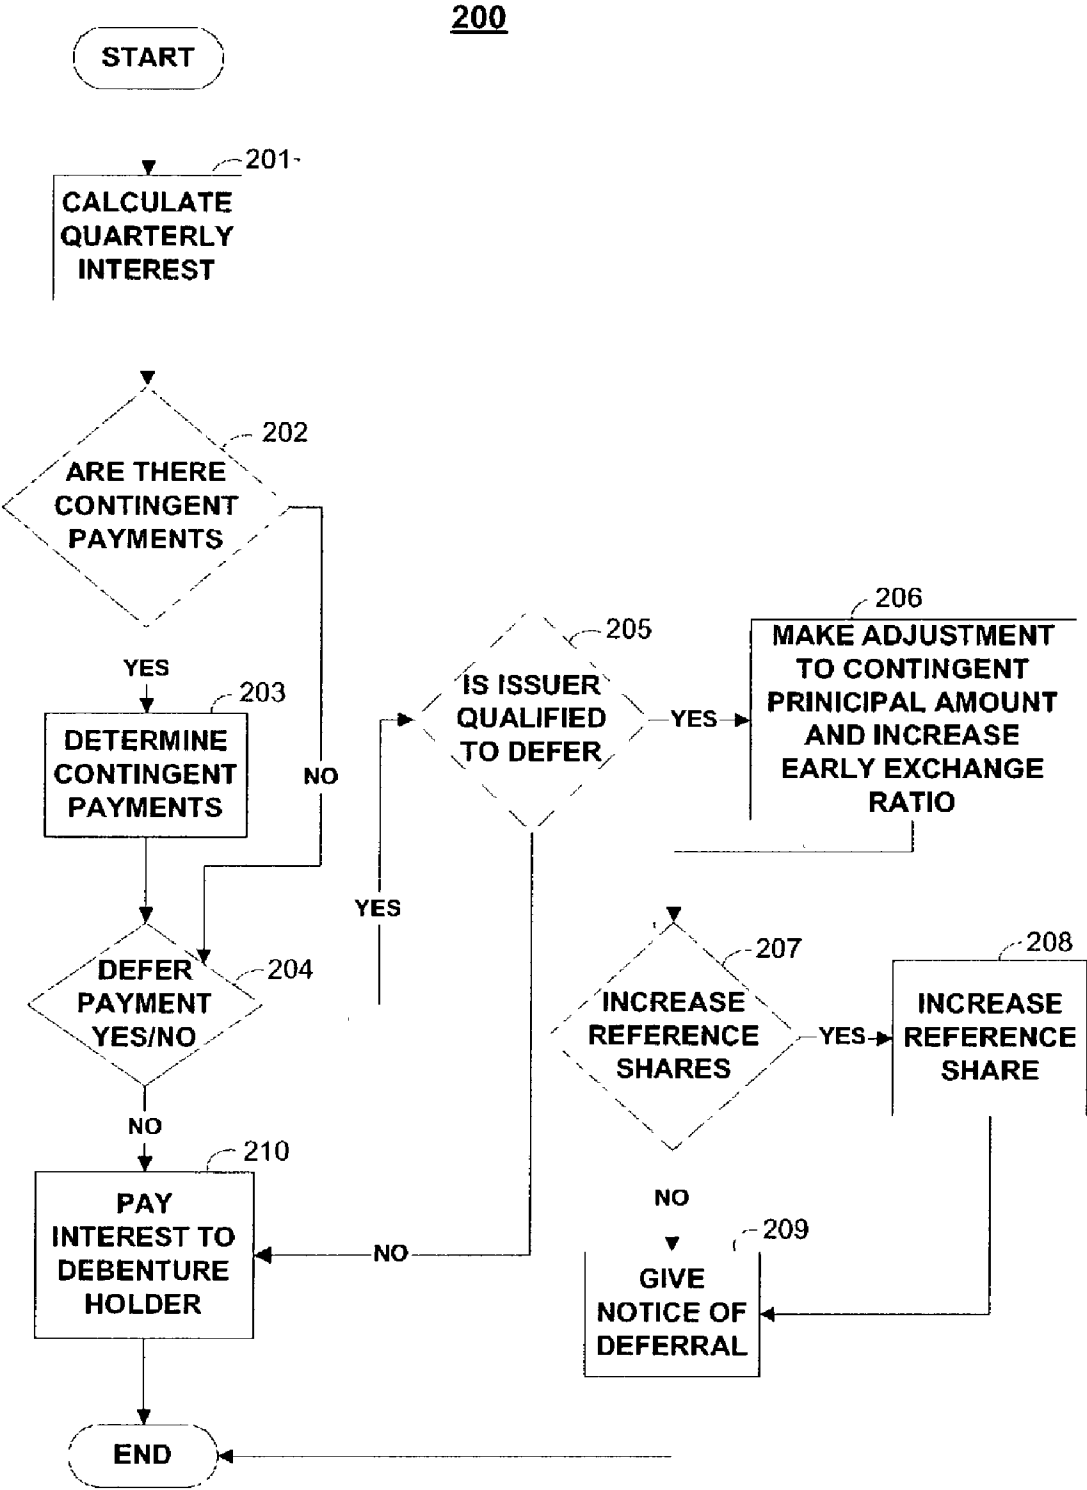 200
START
201
CALCULATE
QUARTERLY
INTEREST
202
ARE THERE
CONTINGENT
PAYMENTS
YES
NO
203
DETERMINE
CONTINGENT
PAYMENTS
204
DEFER
PAYMENT
YES/NO
YES
NO
205
IS ISSUER
QUALIFIED
TO DEFER
YES
NO
206
MAKE ADJUSTMENT
TO CONTINGENT
PRINICIPAL AMOUNT
AND INCREASE
EARLY EXCHANGE
RATIO
207
INCREASE
REFERENCE
SHARES
YES
NO
208
INCREASE
REFERENCE
SHARE
209
GIVE
NOTICE OF
DEFERRAL
210
PAY
INTEREST TO
DEBENTURE
HOLDER
END